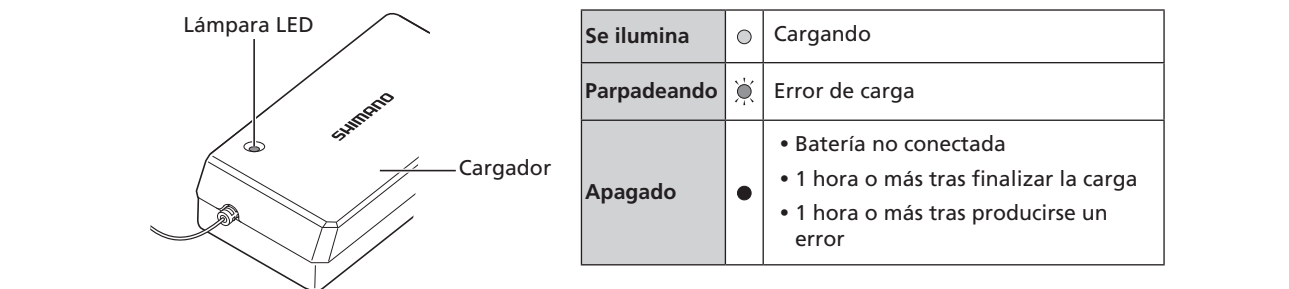 Lámpara LED
SHIMANO
Cargador
Se ilumina Cargando
Parpadeando Error de carga
Apagado
• Batería no conectada
• 1 hora o más tras finalizar la carga
• 1 hora o más tras producirse un
error